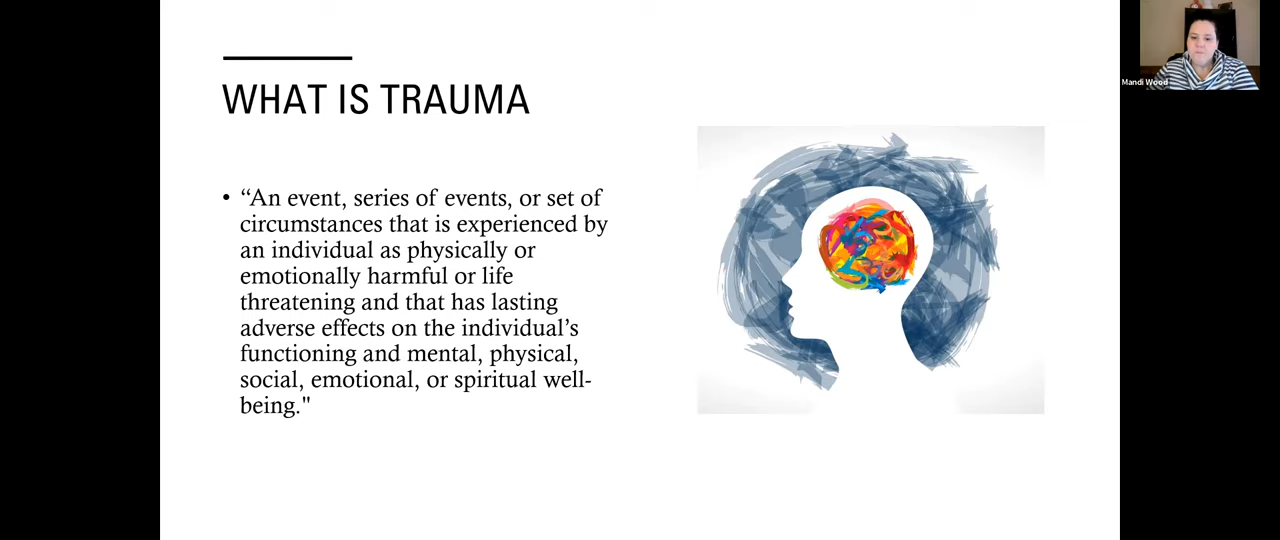 WHAT IS TRAUMA
• “An event, series of events, or set of
circumstances that is experienced by
an individual as physically or
emotionally harmful or life
threatening and that has lasting
adverse effects on the individual’s
functioning and mental, physical,
social, emotional, or spiritual well-
being."
Mandi Wood